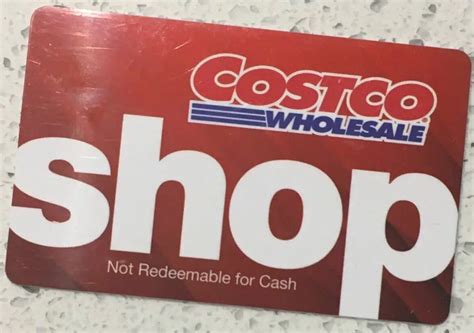 COSTCO
WHOLESALE
shop
Not Redeemable for Cash